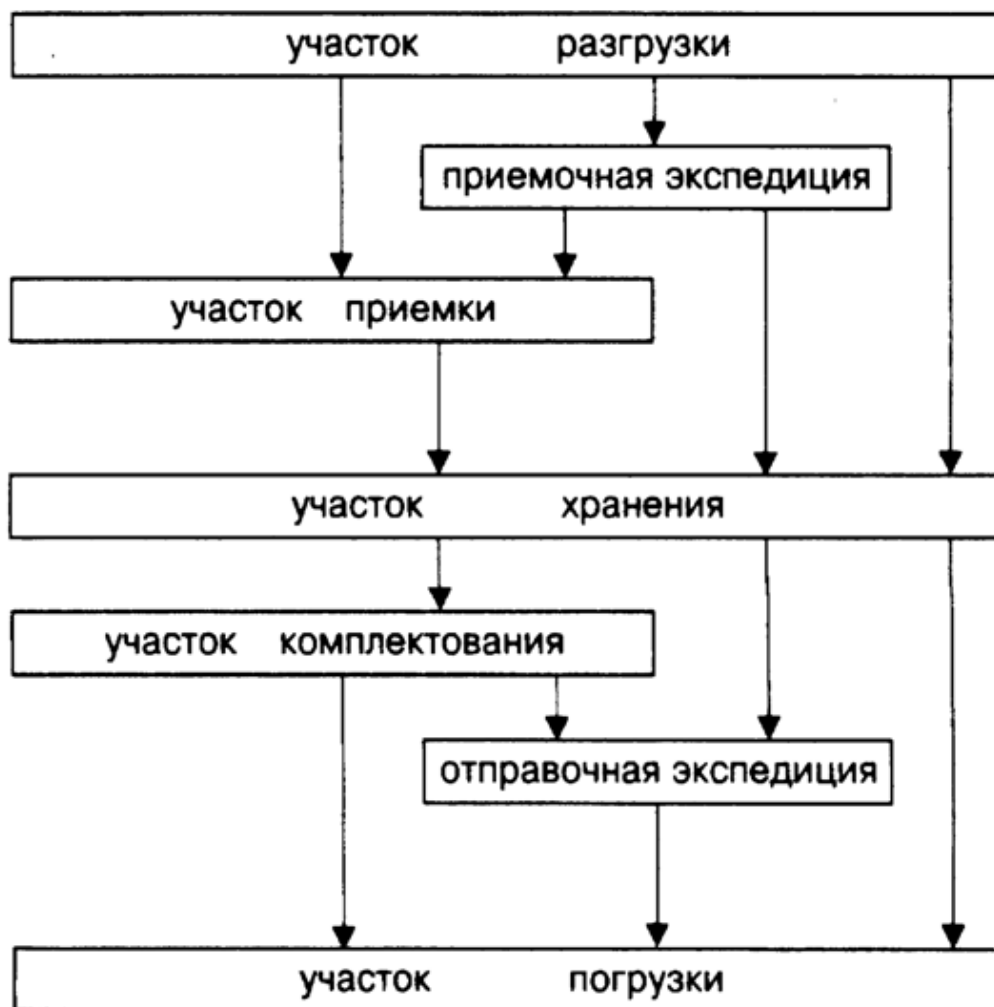 участок разгрузки
приемочная экспедиция
участок приемки
участок хранения
участок комплектования
отправочная экспедиция
участок погрузки